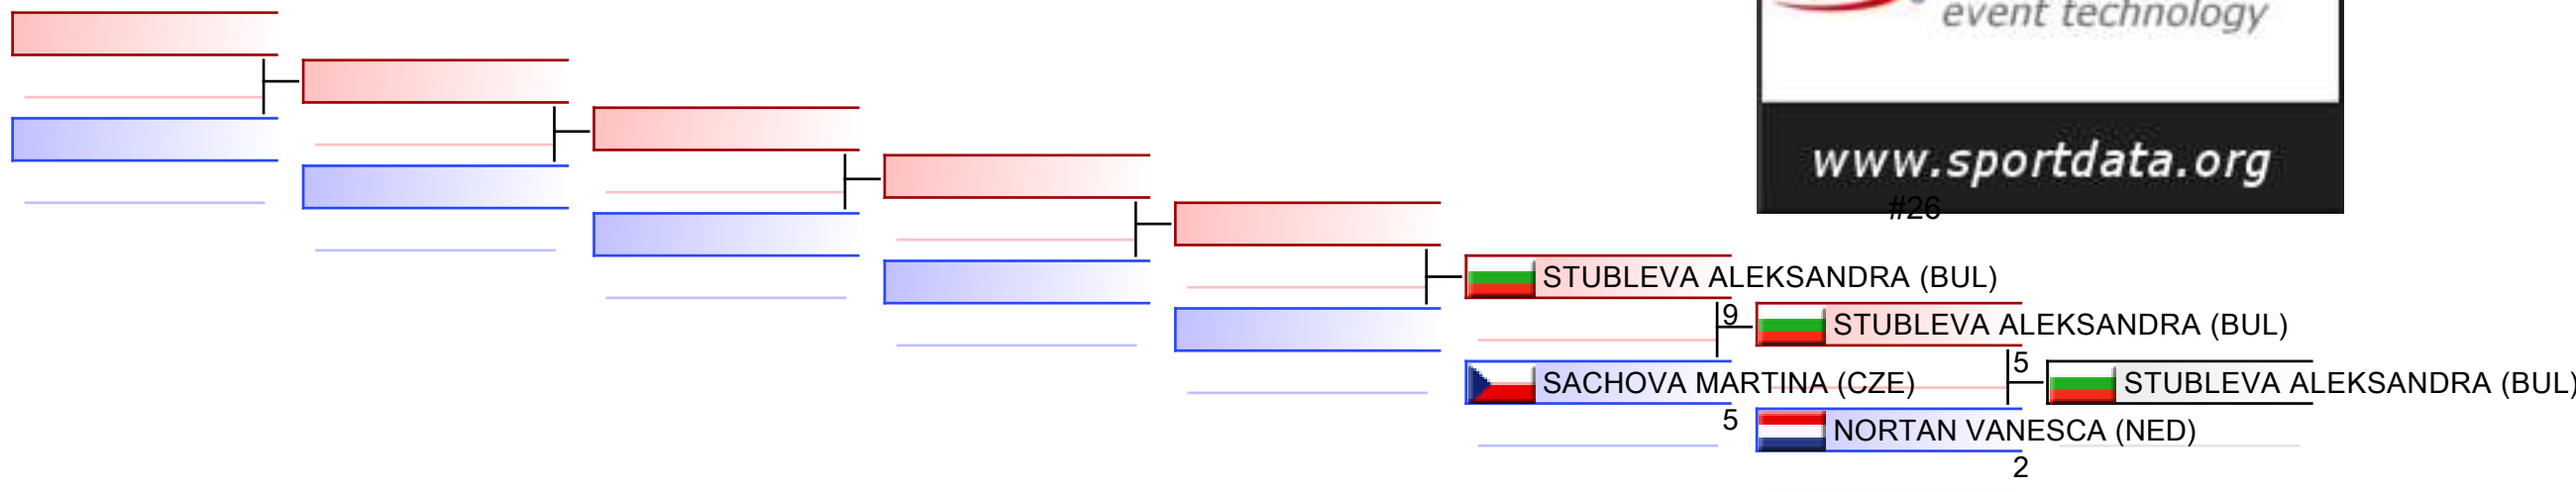 event technology
www.sportdata.org
#26
STUBLEVA ALEKSANDRA (BUL)
9
STUBLEVA ALEKSANDRA (BUL)
5
SACHOVA MARTINA (CZE)
STUBLEVA ALEKSANDRA (BUL)
5
NORTAN VANESCA (NED)
2